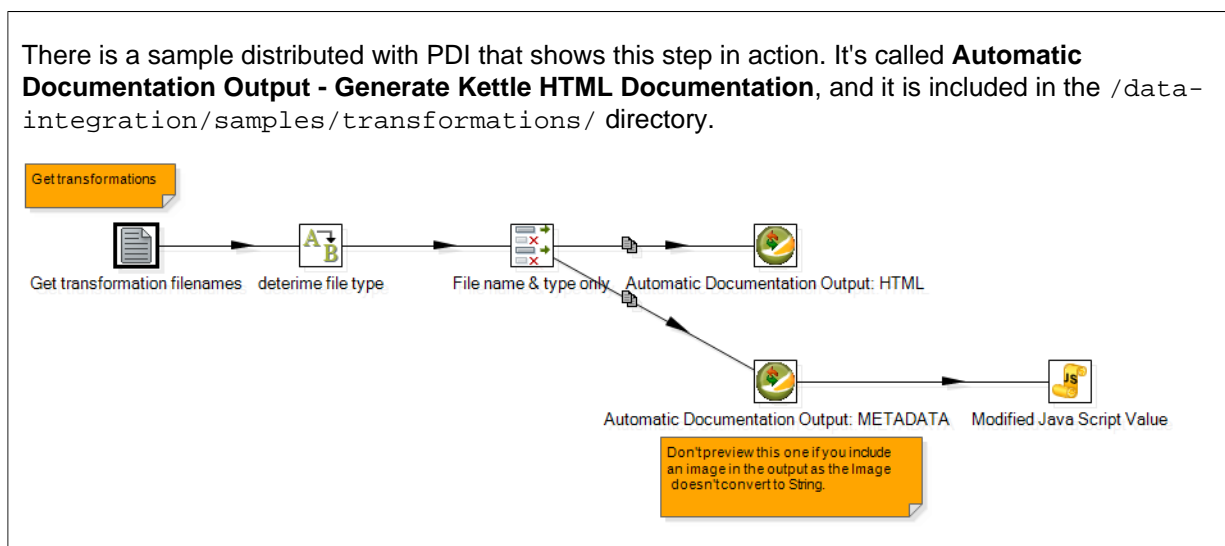 There is a sample distributed with PDI that shows this step in action. It's called Automatic
Documentation Output - Generate Kettle HTML Documentation, and it is included in the /data-
integration/samples/transformations/ directory.
Get transformations
Get transformation filenames
deterime file type
File name & type only
Automatic Documentation Output: HTML
Automatic Documentation Output: METADATA
Modified Java Script Value
Don't preview this one if you include
an image in the output as the Image
doesn't convert to String.
A
B
JS